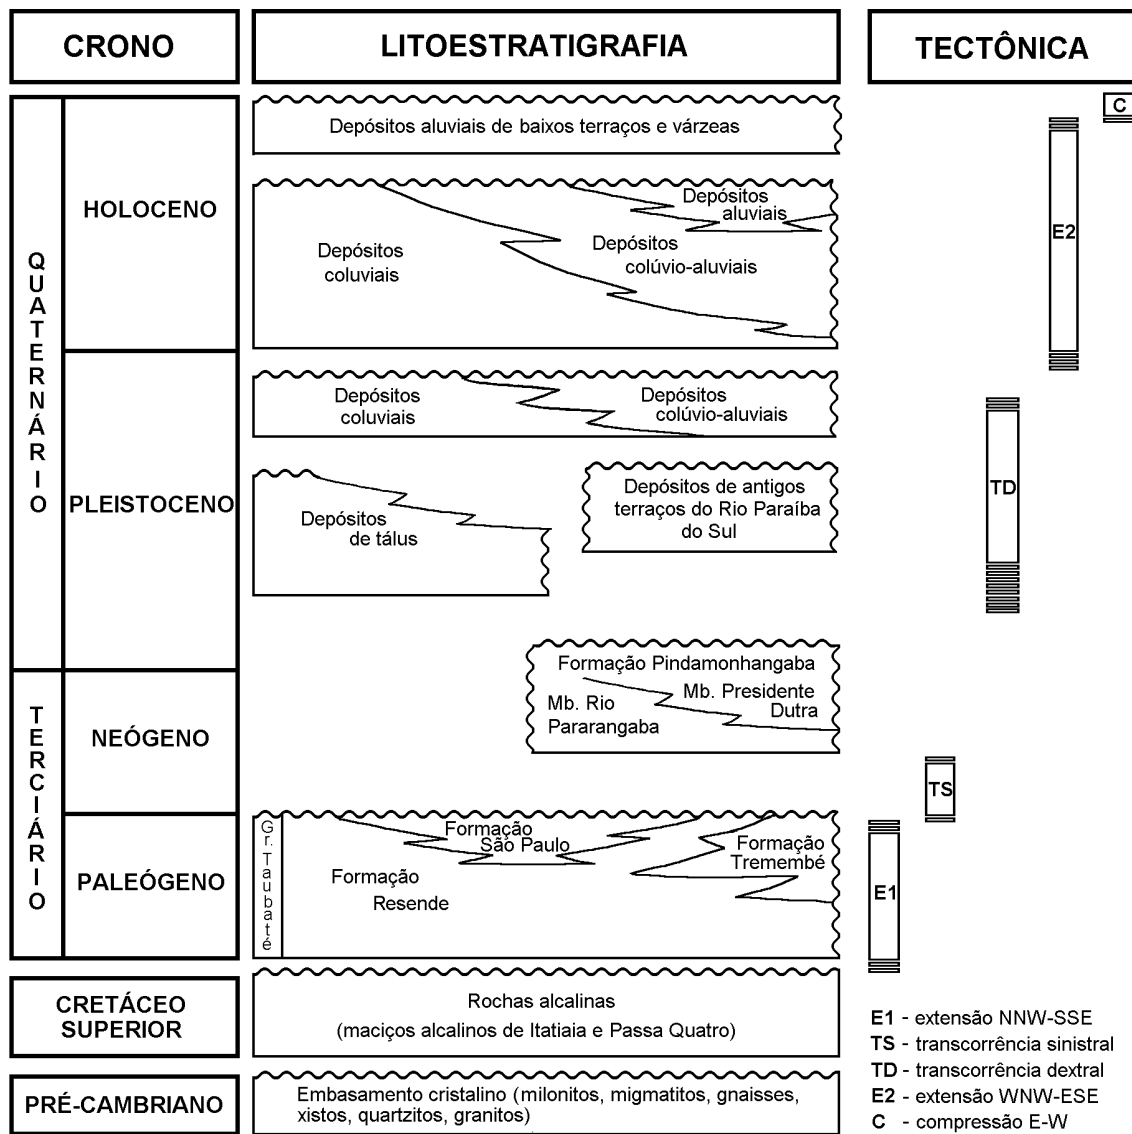 CRONO
LITOESTRATIGRAFIA
TECTÔNICA
QUATERNÁRIO
HOLOCENO
Depósitos aluviais de baixos terraços e várzeas
Depósitos
coluviais
Depósitos
colúvio-aluviais
Depósitos
aluviais
C
E2
PLEISTOCENO
Depósitos
coluviais
Depósitos
colúvio-aluviais
Depósitos
de tálus
Depósitos de antigos
terraços do Rio Paraíba
do Sul
TD
TERCIÁRIO
NEÓGENO
Formação Pindamonhangaba
Mb. Rio
Pararangaba
Mb. Presidente
Dutra
TS
PALEÓGENO
Gr. Taubaté
Formação
Resende
Formação
São Paulo
Formação
Tremembé
E1
CRETÁCEO
SUPERIOR
Rochas alcalinas
(maciços alcalinos de Itatiaia e Passa Quatro)
PRÉ-CAMBRIANO
Embasamento cristalino (milonitos, migmatitos, gnaisses,
xistos, quartzitos, granitos)
E1 - extensão NNW-SSE
TS - transcorrência sinistral
TD - transcorrência dextral
E2 - extensão WNW-ESE
C - compressão E-W